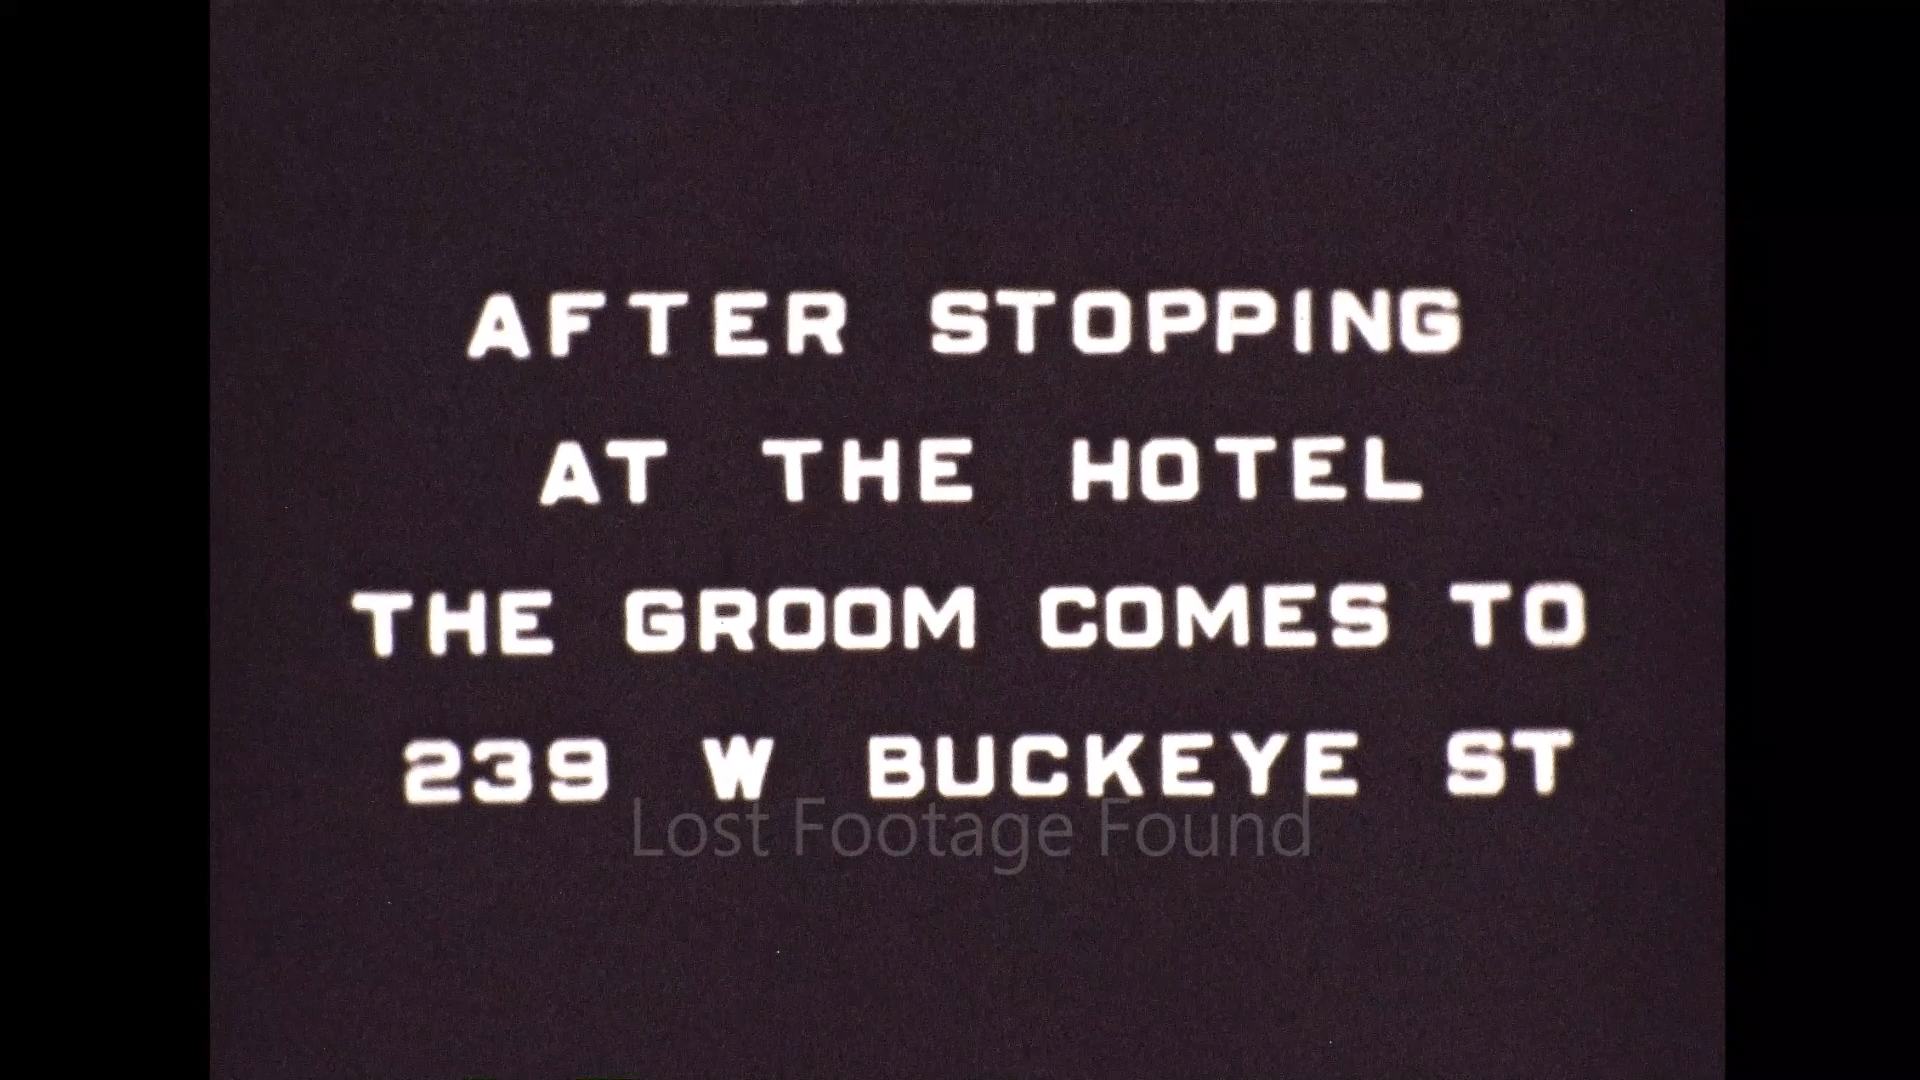 AFTER STOPPING
AT THE HOTEL
THE GROOM COMES TO
239 W BUCKEYE ST
Lost Footage Found